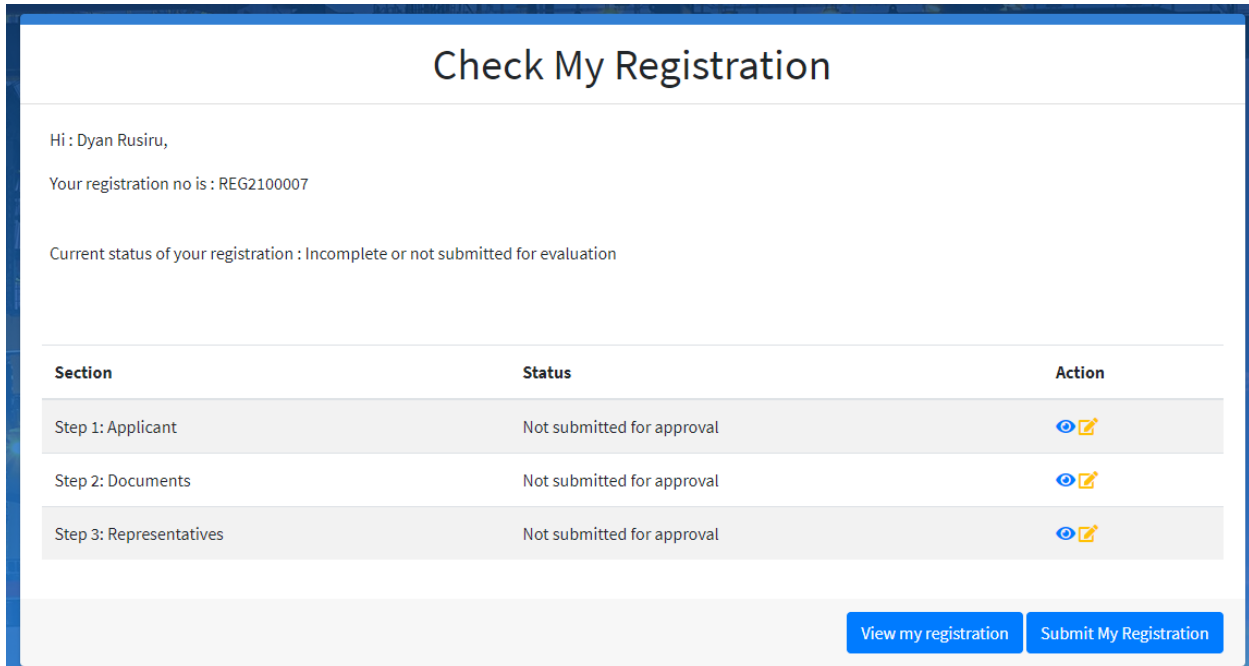 Check My Registration
Hi : Dyan Rusiru,
Your registration no is : REG2100007
Current status of your registration : Incomplete or not submitted for evaluation
Section Status Action
Step 1: Applicant Not submitted for approval
Step 2: Documents Not submitted for approval
Step 3: Representatives Not submitted for approval
View my registration Submit My Registration